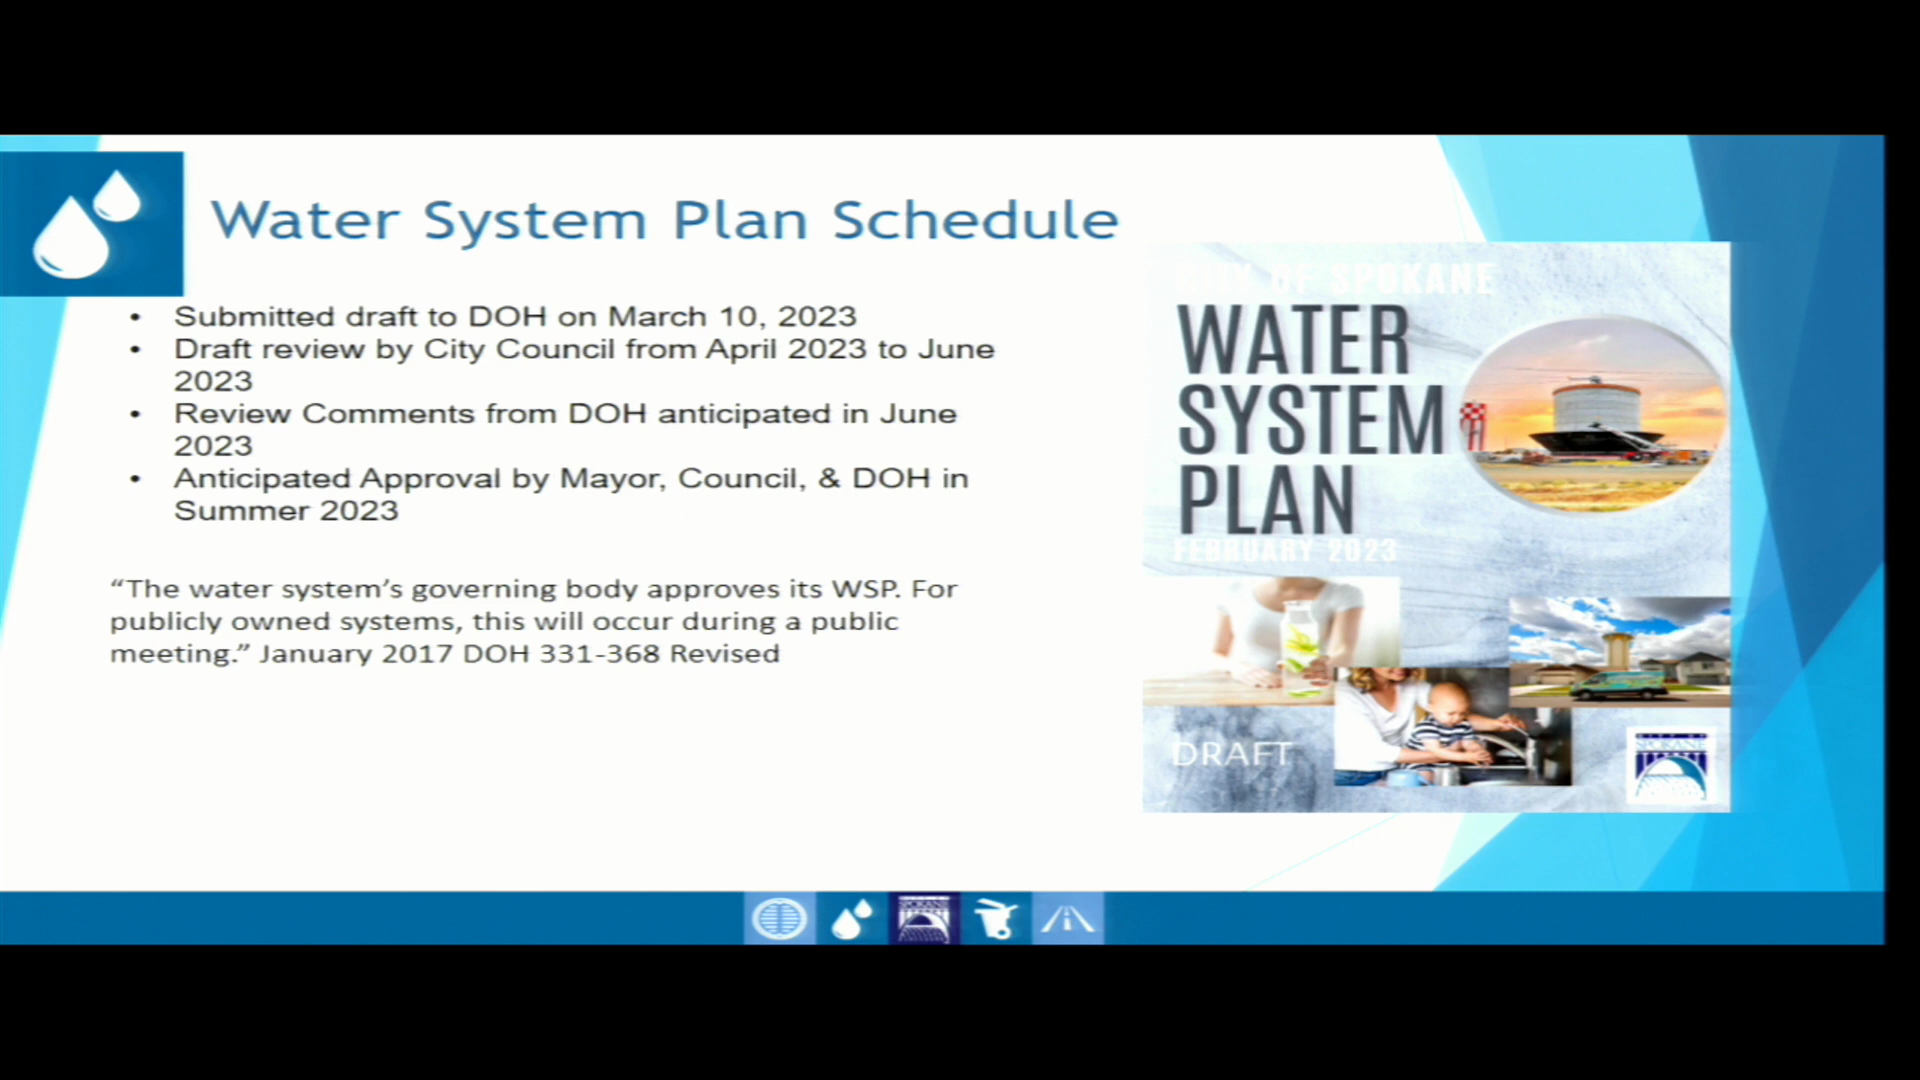 Water System Plan Schedule
• Submitted draft to DOH on March 10, 2023
• Draft review by City Council from April 2023 to June
2023
• Review Comments from DOH anticipated in June
2023
• Anticipated Approval by Mayor, Council, & DOH in
Summer 2023
“The water system’s governing body approves its WSP. For
publicly owned systems, this will occur during a public
meeting.” January 2017 DOH 331-368 Revised
CITY OF SPOKANE
WATER
SYSTEM
PLAN
FEBRUARY 2023
DRAFT
SPOKANE
SPOKANE